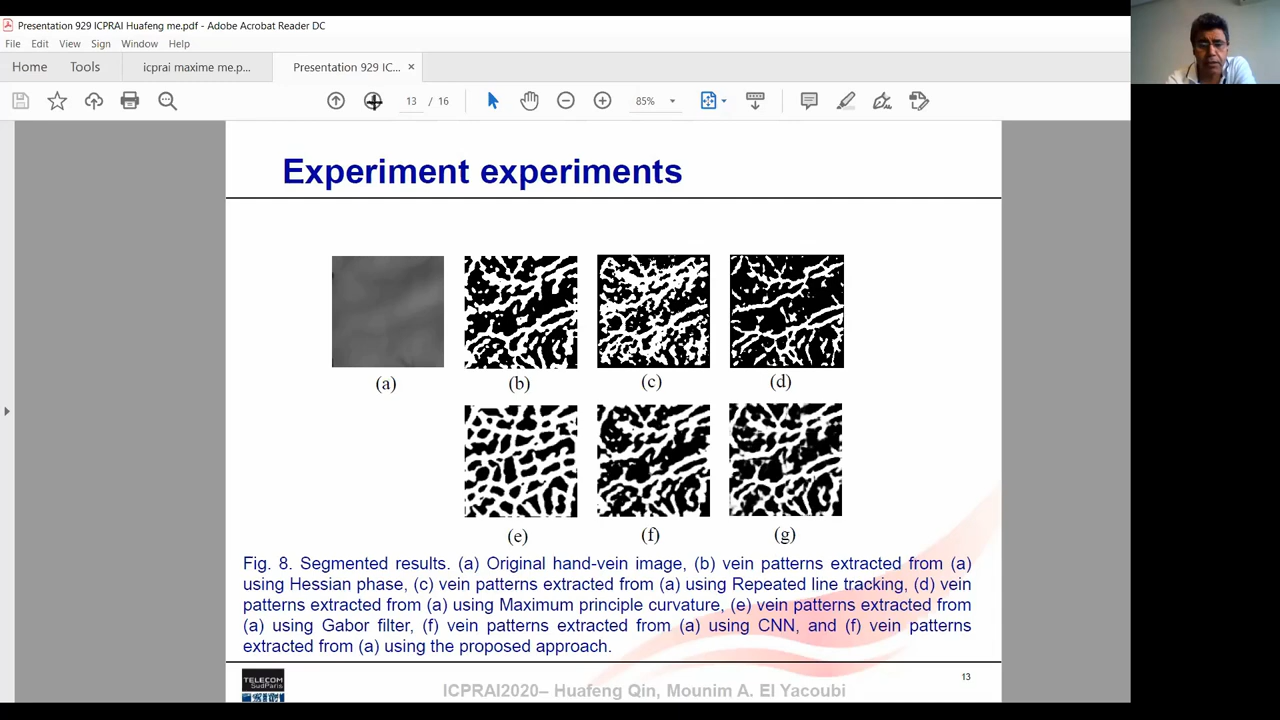 Presentation 929 ICPRAI Huafeng me.pdf - Adobe Acrobat Reader DC
File Edit View Sign Window Help
Home Tools icprai maxime me.p... Presentation 929 IC... ×
13 / 16 85%
Experiment experiments
(a) (b) (c) (d)
(e) (f) (g)
Fig. 8. Segmented results. (a) Original hand-vein image, (b) vein patterns extracted from (a)
using Hessian phase, (c) vein patterns extracted from (a) using Repeated line tracking, (d) vein
patterns extracted from (a) using Maximum principle curvature, (e) vein patterns extracted from
(a) using Gabor filter, (f) vein patterns extracted from (a) using CNN, and (f) vein patterns
extracted from (a) using the proposed approach.
13
TELECOM
SudParis
ICPRAI2020– Huafeng Qin, Mounim A. El Yacoubi